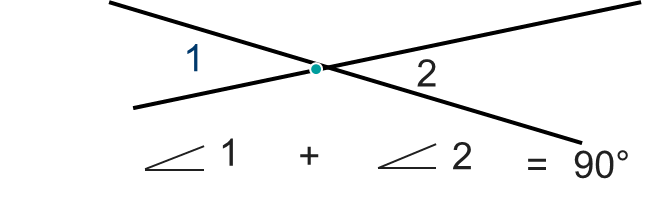 1
2
∠1 + ∠2 = 90°